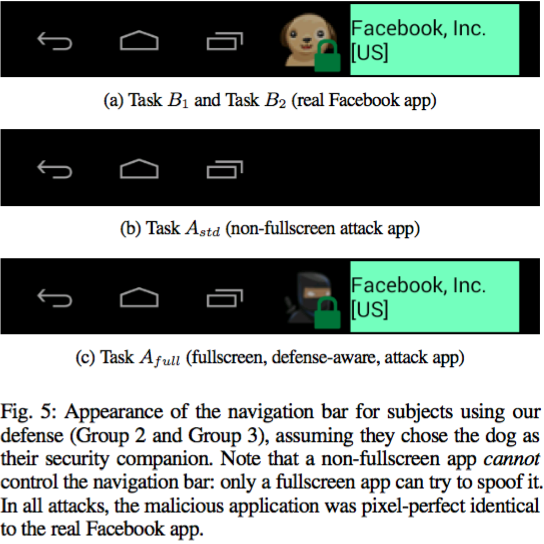 Facebook, Inc.
[US]
(a) Task B1 and Task B2 (real Facebook app)
(b) Task Astd (non-fullscreen attack app)
Facebook, Inc.
[US]
(c) Task Afull (fullscreen, defense-aware, attack app)
Fig. 5: Appearance of the navigation bar for subjects using our
defense (Group 2 and Group 3), assuming they chose the dog as
their security companion. Note that a non-fullscreen app cannot
control the navigation bar: only a fullscreen app can try to spoof it.
In all attacks, the malicious application was pixel-perfect identical
to the real Facebook app.